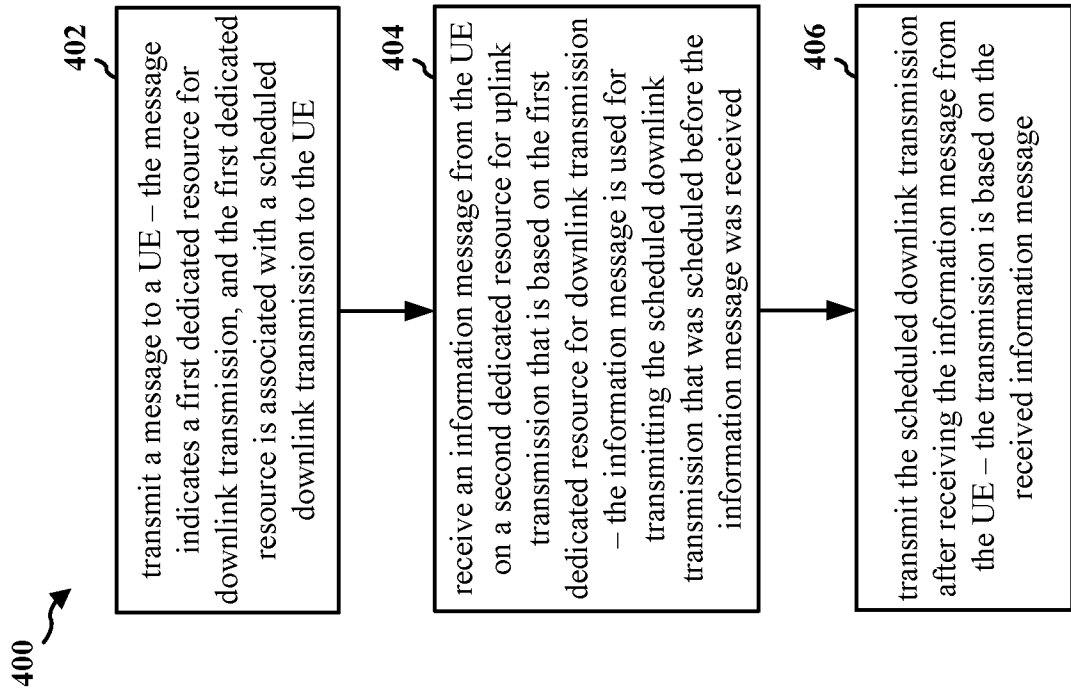 400
402
transmit a message to a UE – the message
indicates a first dedicated resource for
downlink transmission, and the first dedicated
resource is associated with a scheduled
downlink transmission to the UE
404
receive an information message from the UE
on a second dedicated resource for uplink
transmission that is based on the first
dedicated resource for downlink transmission
– the information message is used for
transmitting the scheduled downlink
transmission that was scheduled before the
information message was received
406
transmit the scheduled downlink transmission
after receiving the information message from
the UE – the transmission is based on the
received information message